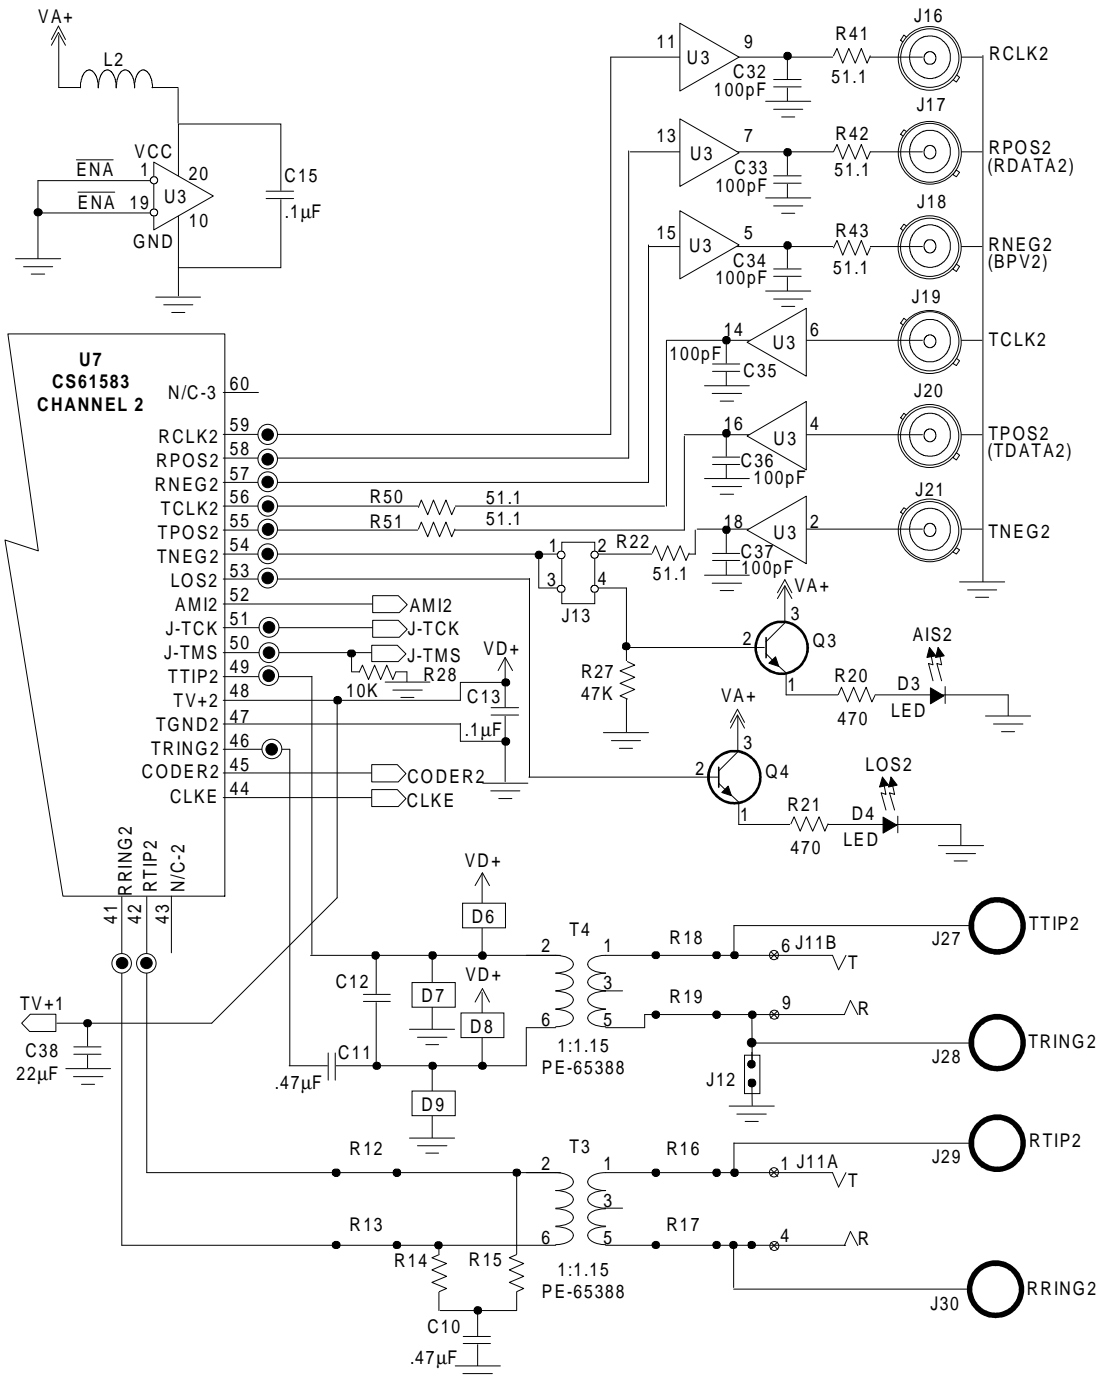 VA+
L2
VCC
ENA 1
20
U3
ENA 19
10
GND
C15
.1µF
11 U3 9
C32
100pF
R41
51.1
J16
RCLK2
13 U3 7
C33
100pF
R42
51.1
J17
RPOS2
(RDATA2)
15 U3 5
C34
100pF
R43
51.1
J18
RNEG2
(BPV2)
14 U3 6
100pF
C35
J19
TCLK2
16 U3 4
C36
100pF
J20
TPOS2
(TDATA2)
18 U3 2
C37
100pF
J21
TNEG2
U7
CS61583
CHANNEL 2
N/C-3 60
RCLK2 59
RPOS2 58
RNEG2 57
TCLK2 56
R50 51.1
TPOS2 55
R51 51.1
TNEG2 54
LOS2 53
AMI2 52 AMI2
J-TCK 51 J-TCK
J-TMS 50 J-TMS
R28
10K
TTIP2 49
TV+2 48
TGND2 47
TRING2 46
CODER2 45 CODER2
CLKE 44 CLKE
RRING2
41
RTIP2
42
N/C-2
43
1 2
3 4
J13
R22
51.1
VD+
C13
.1µF
R27
47K
VA+
3
2 Q3
1
R20
470
AIS2
D3
LED
VA+
3
2 Q4
1
R21
470
LOS2
D4
LED
TV+1
C38
22µF
VD+
D6
C12
D7
VD+
D8
C11
.47µF
D9
T4
2 1
3
6 5
1:1.15
PE-65388
R18
6 J11B
T
R19
9
R
J12
J27
TTIP2
J28
TRING2
R12
R13
R14
R15
C10
.47µF
T3
2 1
3
6 5
1:1.15
PE-65388
R16
1 J11A
T
R17
4
R
J29
RTIP2
J30
RRING2